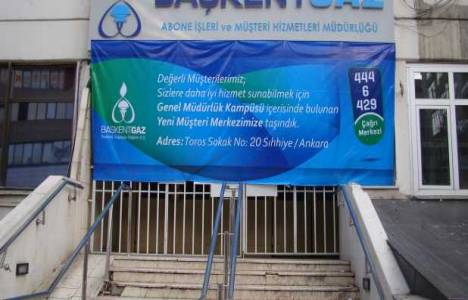 BAŞKENTGAZ
ABONE İŞLERİ ve MÜŞTERİ HİZMETLERİ MÜDÜRLÜĞÜ
Değerli Müşterilerimiz;
Sizlere daha iyi hizmet sunabilmek için
Genel Müdürlük Kampüsü içerisinde bulunan
Yeni Müşteri Merkezimize taşındık.
Adres: Toros Sokak No: 20 Sıhhiye / Ankara
444
6
429
Çağrı
Merkezi
BAŞKENTGAZ